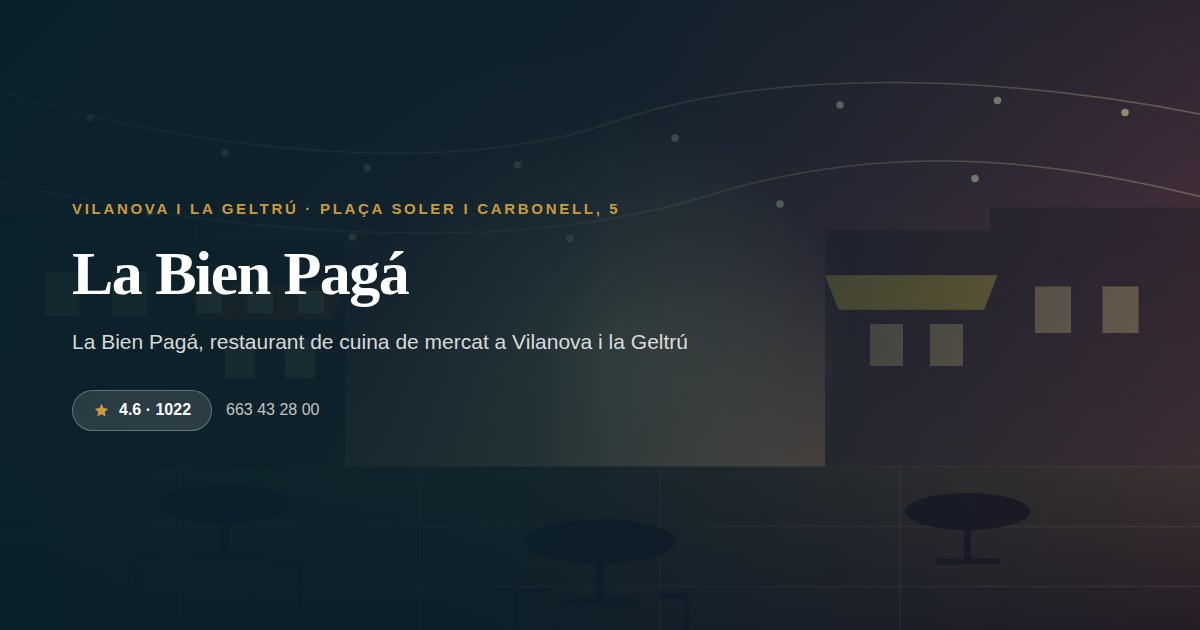 VILANOVA I LA GELTRÚ · PLAÇA SOLER I CARBONELL, 5
La Bien Pagá
La Bien Pagá, restaurant de cuina de mercat a Vilanova i la Geltrú
4.6 · 1022
663 43 28 00